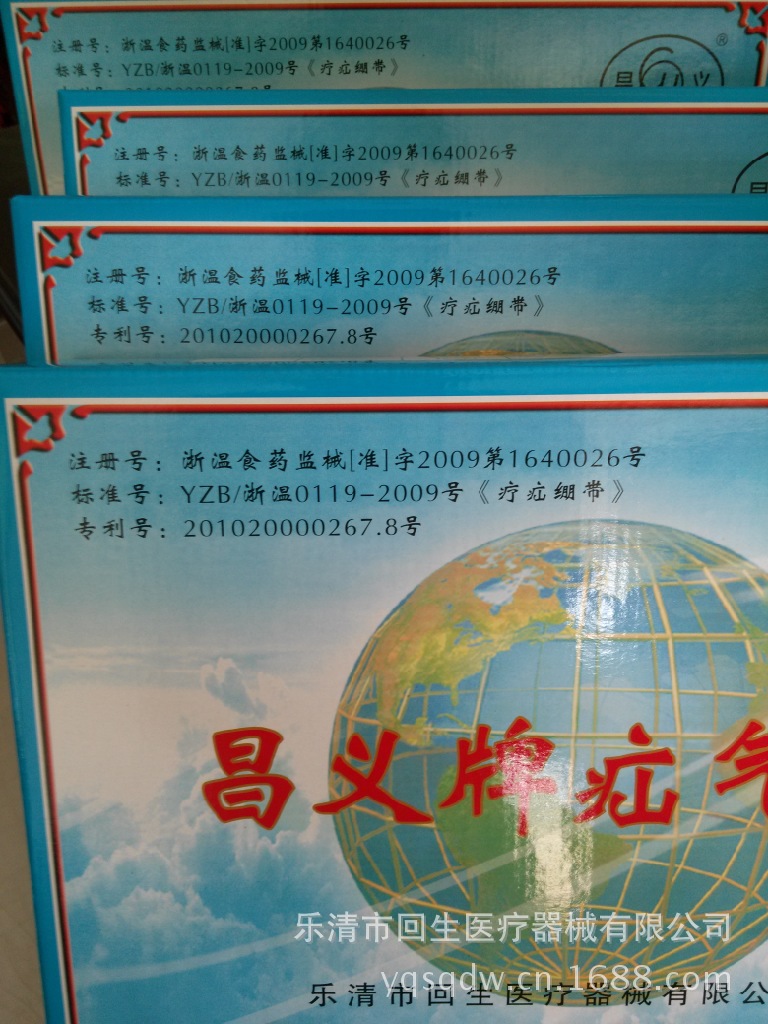 注册号：浙温食药监械[准]字2009第1640026号
标准号：YZB/浙温0119-2009号《疗疝绷带》
昌 义
®
注册号：浙温食药监械[准]字2009第1640026号
标准号：YZB/浙温0119-2009号《疗疝绷带》
注册号：浙温食药监械[准]字2009第1640026号
标准号：YZB/浙温0119-2009号《疗疝绷带》
专利号：201020000267.8号
注册号：浙温食药监械[准]字2009第1640026号
标准号：YZB/浙温0119-2009号《疗疝绷带》
专利号：201020000267.8号
昌义牌疝气
乐清市回生医疗器械有限公司
yqsqdw.cn.1688.com
乐清市回生医疗器械有限公